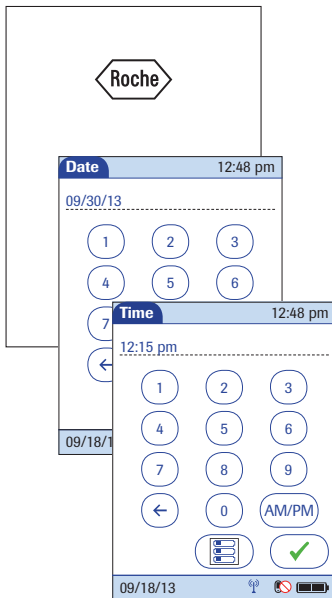 Roche
Date 12:48 pm
09/30/13
1 2 3
4 5 6
7
←
09/18/1
Time 12:48 pm
12:15 pm
1 2 3
4 5 6
7 8 9
← 0 AM/PM
09/18/13